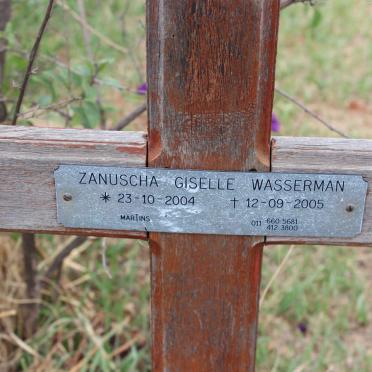 ZANUSCHA GISELLE WASSERMAN
* 23-10-2004 † 12-09-2005
MARTINS 011 660 5681
412 3800